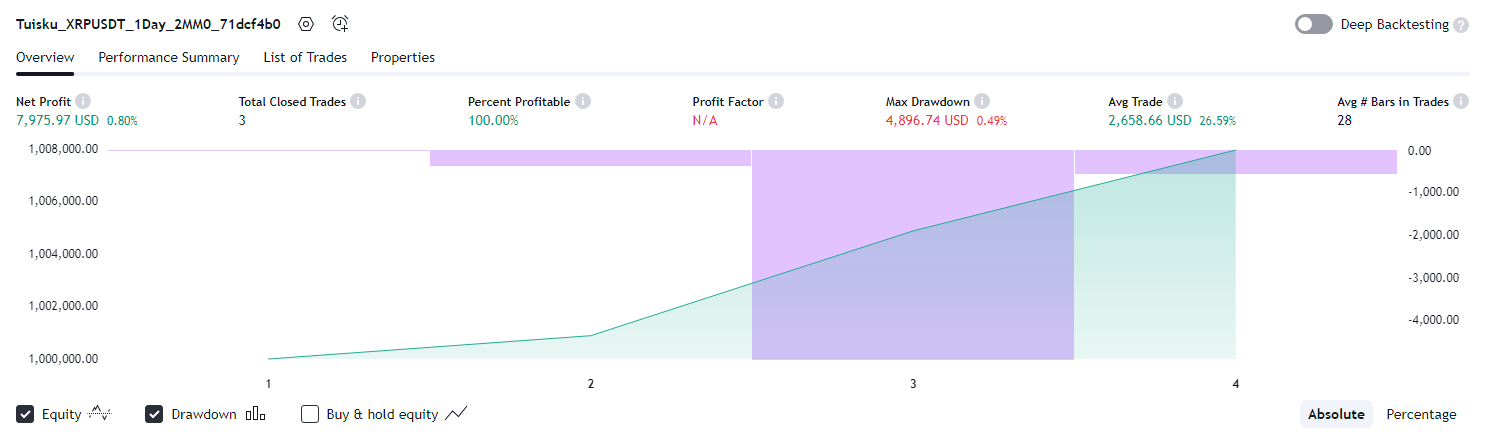 Tuisku_XRPUSDT_1Day_2MM0_71dcf4b0 Deep Backtesting
Overview Performance Summary List of Trades Properties
Net Profit Total Closed Trades Percent Profitable Profit Factor Max Drawdown Avg Trade Avg # Bars in Trades
7,975.97 USD 0.80% 3 100.00% N/A 4,896.74 USD 0.49% 2,658.66 USD 26.59% 28
1,008,000.00 0.00
1,006,000.00 -1,000.00
1,004,000.00 -2,000.00
1,002,000.00 -3,000.00
1,000,000.00 -4,000.00
1 2 3 4
Equity Drawdown Buy & hold equity Absolute Percentage